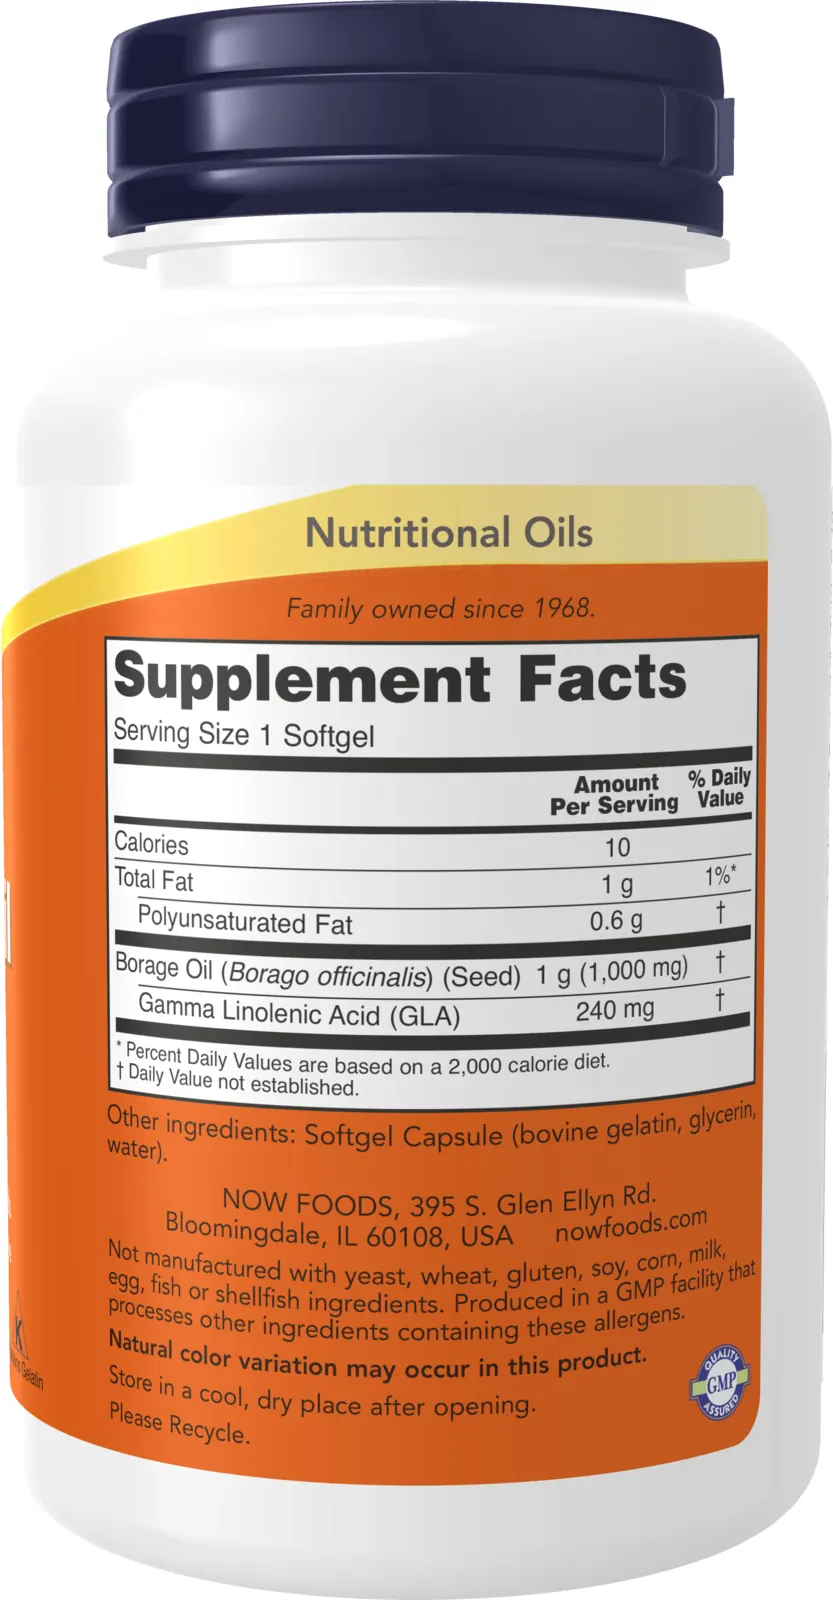 Nutritional Oils
Family owned since 1968.
Supplement Facts
Serving Size 1 Softgel
Amount Per Serving % Daily Value
Calories 10
Total Fat 1 g 1%*
Polyunsaturated Fat 0.6 g †
Borage Oil (Borago officinalis) (Seed) 1 g (1,000 mg) †
Gamma Linolenic Acid (GLA) 240 mg †
* Percent Daily Values are based on a 2,000 calorie diet.
† Daily Value not established.
Other ingredients: Softgel Capsule (bovine gelatin, glycerin,
water).
NOW FOODS, 395 S. Glen Ellyn Rd.
Bloomingdale, IL 60108, USA nowfoods.com
Not manufactured with yeast, wheat, gluten, soy, corn, milk,
egg, fish or shellfish ingredients. Produced in a GMP facility that
processes other ingredients containing these allergens.
Natural color variation may occur in this product.
Store in a cool, dry place after opening.
Please Recycle.
QUALITY
GMP
ASSURED
K
Gelatin